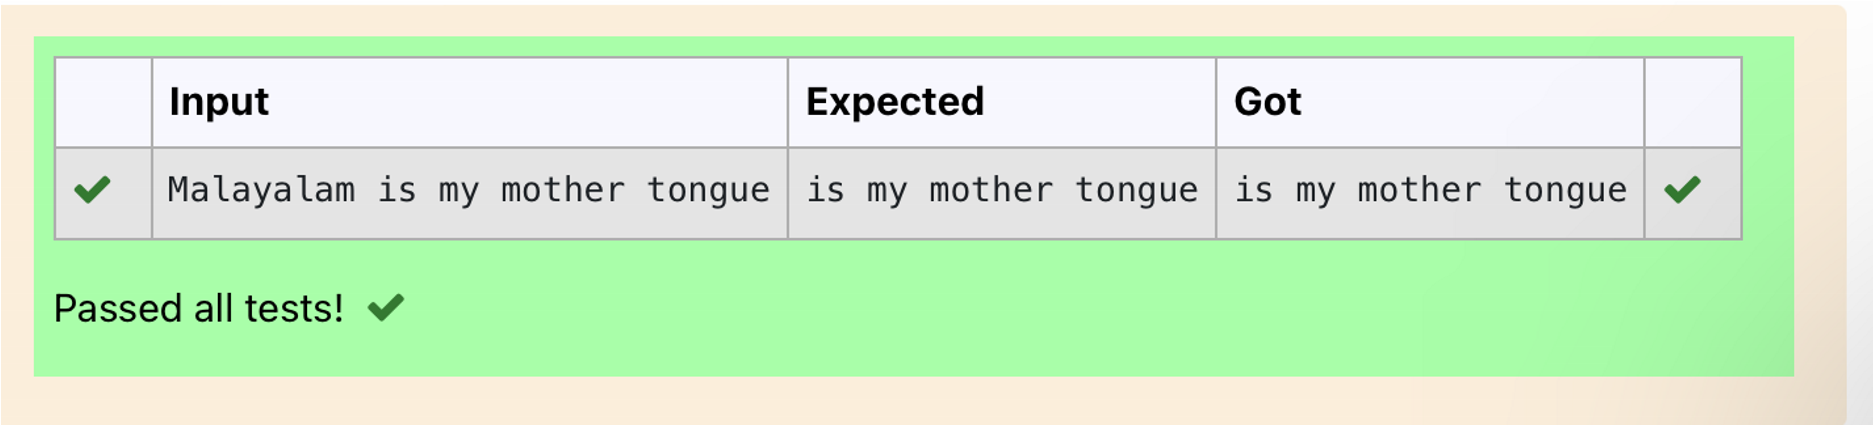 Input Expected Got
Malayalam is my mother tongue is my mother tongue is my mother tongue
Passed all tests!